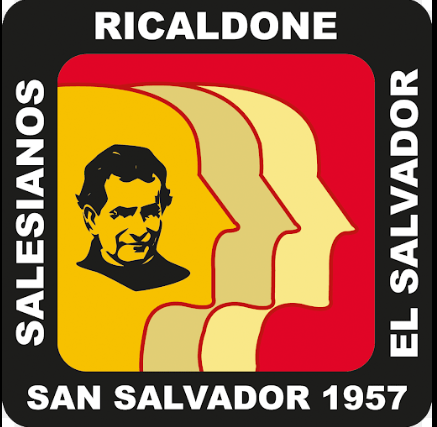 RICALDONE
SALESIANOS
EL SALVADOR
SAN SALVADOR 1957